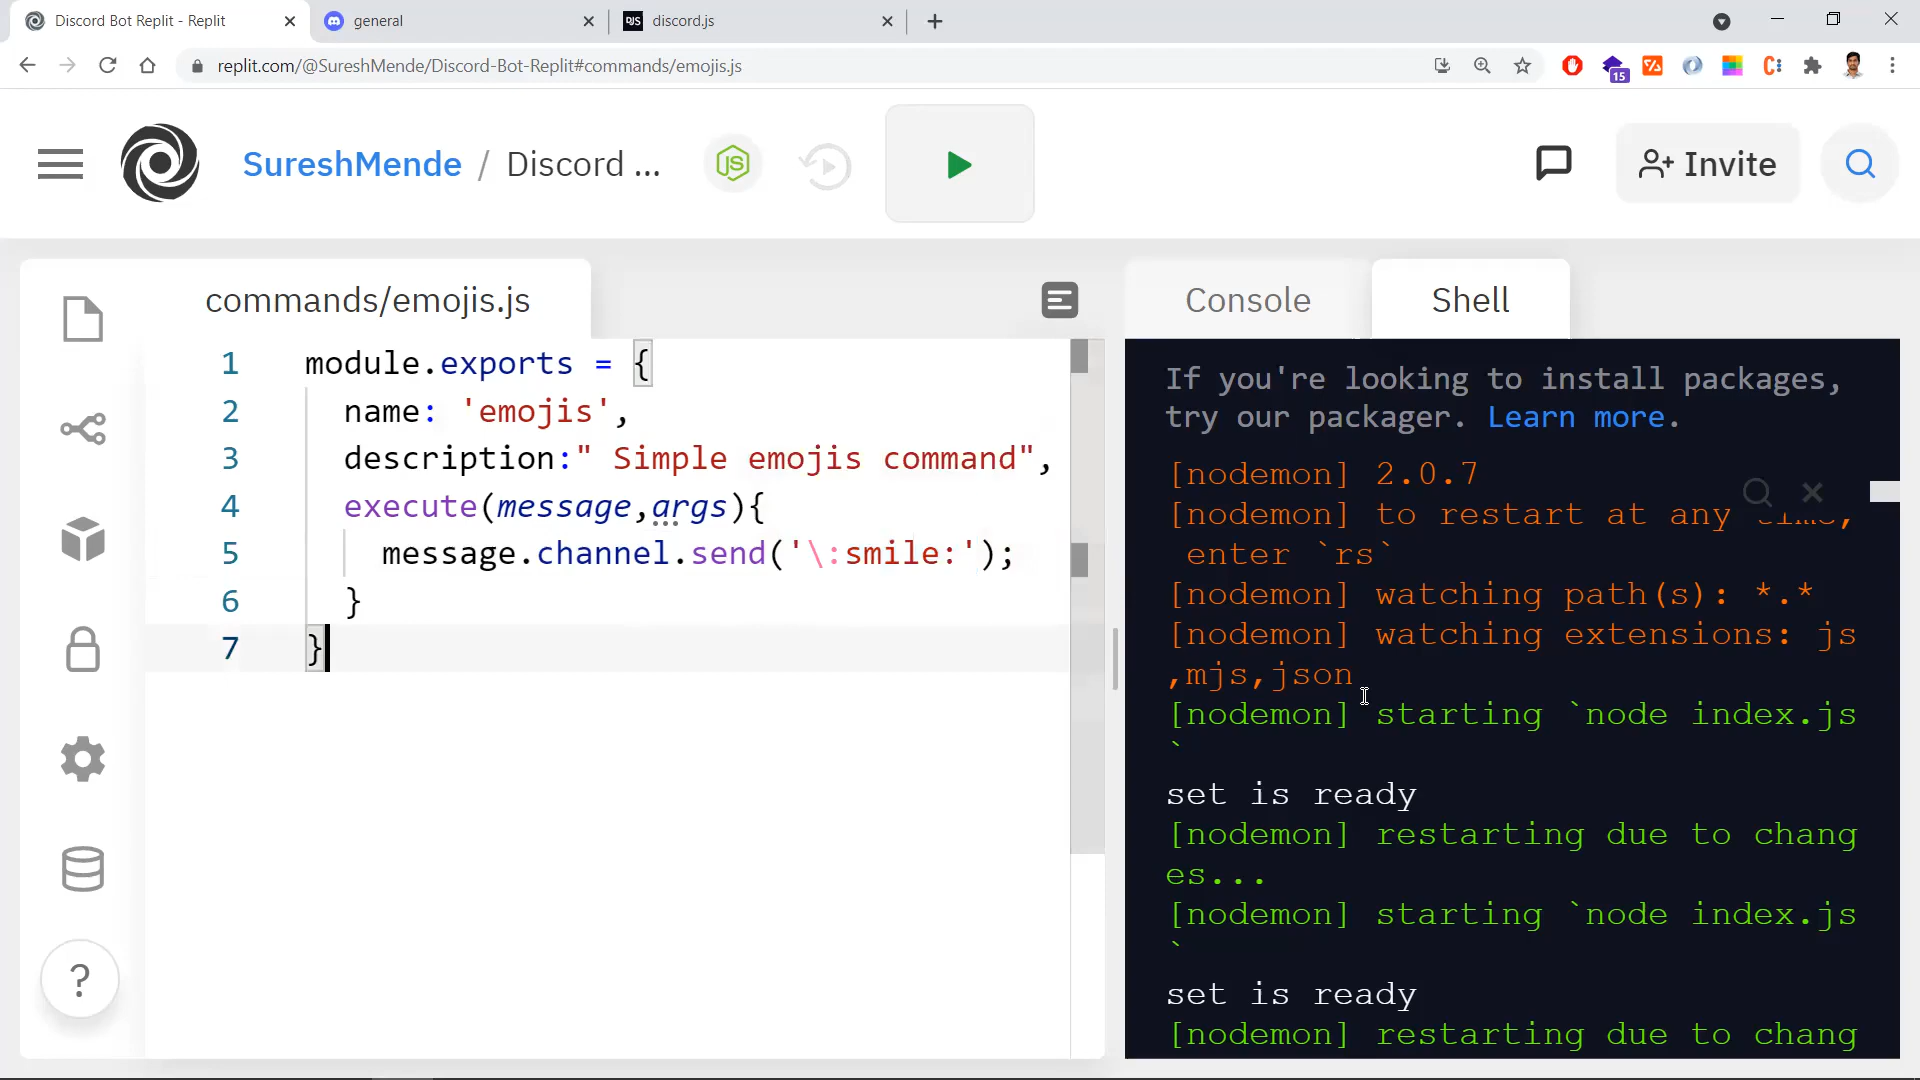 Discord Bot Replit - Replit
general
DJS discord.js
replit.com/@SureshMende/Discord-Bot-Replit#commands/emojis.js
15
SureshMende / Discord ...
JS
Invite
commands/emojis.js
Console
Shell
1 module.exports = {
2 name: 'emojis',
3 description:" Simple emojis command",
4 execute(message,args){
5 message.channel.send('\:smile:');
6 }
7 }
?
If you're looking to install packages,
try our packager. Learn more.
[nodemon] 2.0.7
[nodemon] to restart at any time,
enter `rs`
[nodemon] watching path(s): *.*
[nodemon] watching extensions: js
,mjs,json
[nodemon] starting `node index.js
`
set is ready
[nodemon] restarting due to chang
es...
[nodemon] starting `node index.js
`
set is ready
[nodemon] restarting due to chang